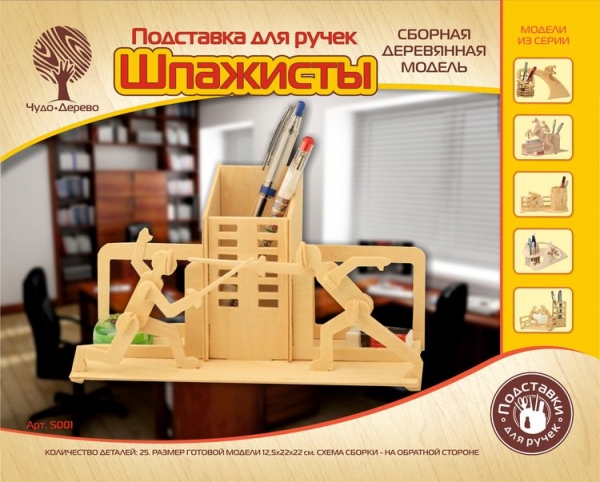 Подставка для ручек
Шпажисты
СБОРНАЯ
ДЕРЕВЯННАЯ
МОДЕЛЬ
МОДЕЛИ
ИЗ СЕРИИ
Чудо•Дерево
Арт. S001
Подставки
для ручек
КОЛИЧЕСТВО ДЕТАЛЕЙ: 25. РАЗМЕР ГОТОВОЙ МОДЕЛИ 12,5х22х22 см. СХЕМА СБОРКИ - НА ОБРАТНОЙ СТОРОНЕ